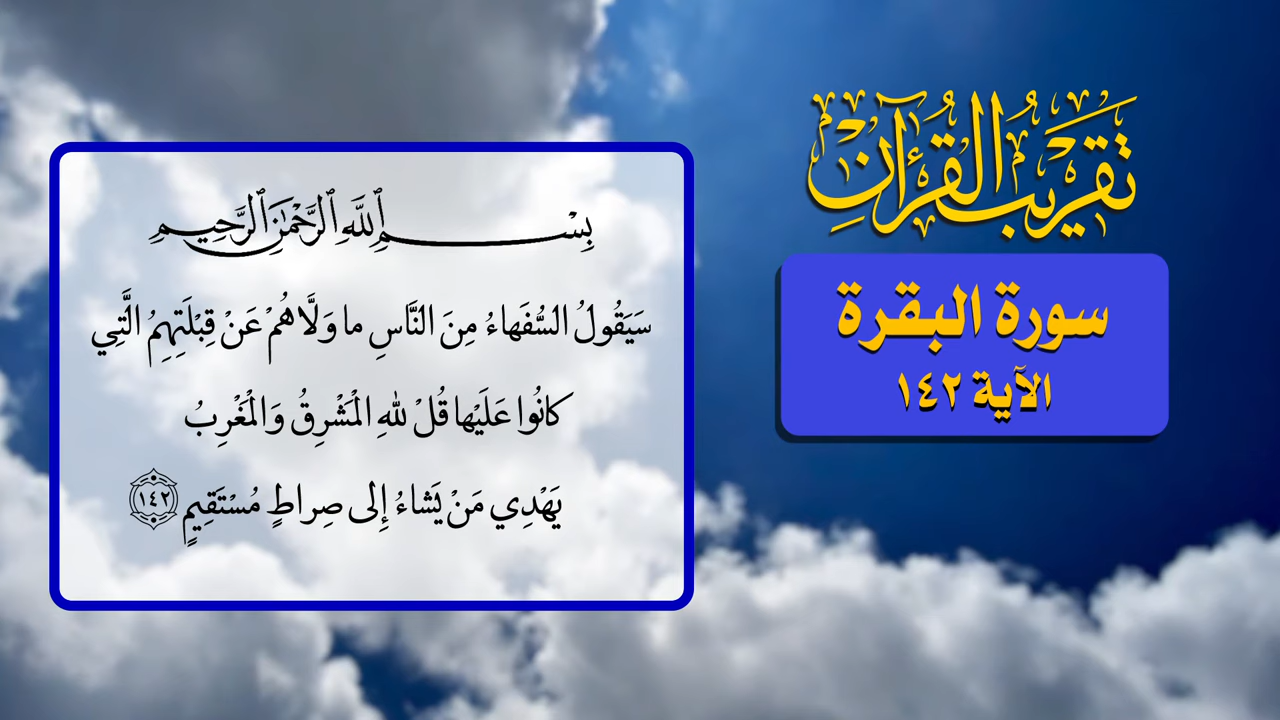 تقريب القرآن
سورة البقرة
الآية ١٤٢
بِسْمِ ٱللَّهِ ٱلرَّحْمَٰنِ ٱلرَّحِيمِ
سَيَقُولُ السُّفَهاءُ مِنَ النَّاسِ ما وَلَّاهُمْ عَنْ قِبْلَتِهِمُ الَّتِي
كانُوا عَلَيْها قُلْ لِلَّهِ الْمَشْرِقُ وَالْمَغْرِبُ
يَهْدِي مَنْ يَشاءُ إِلى صِراطٍ مُسْتَقِيمٍ ١٤٢